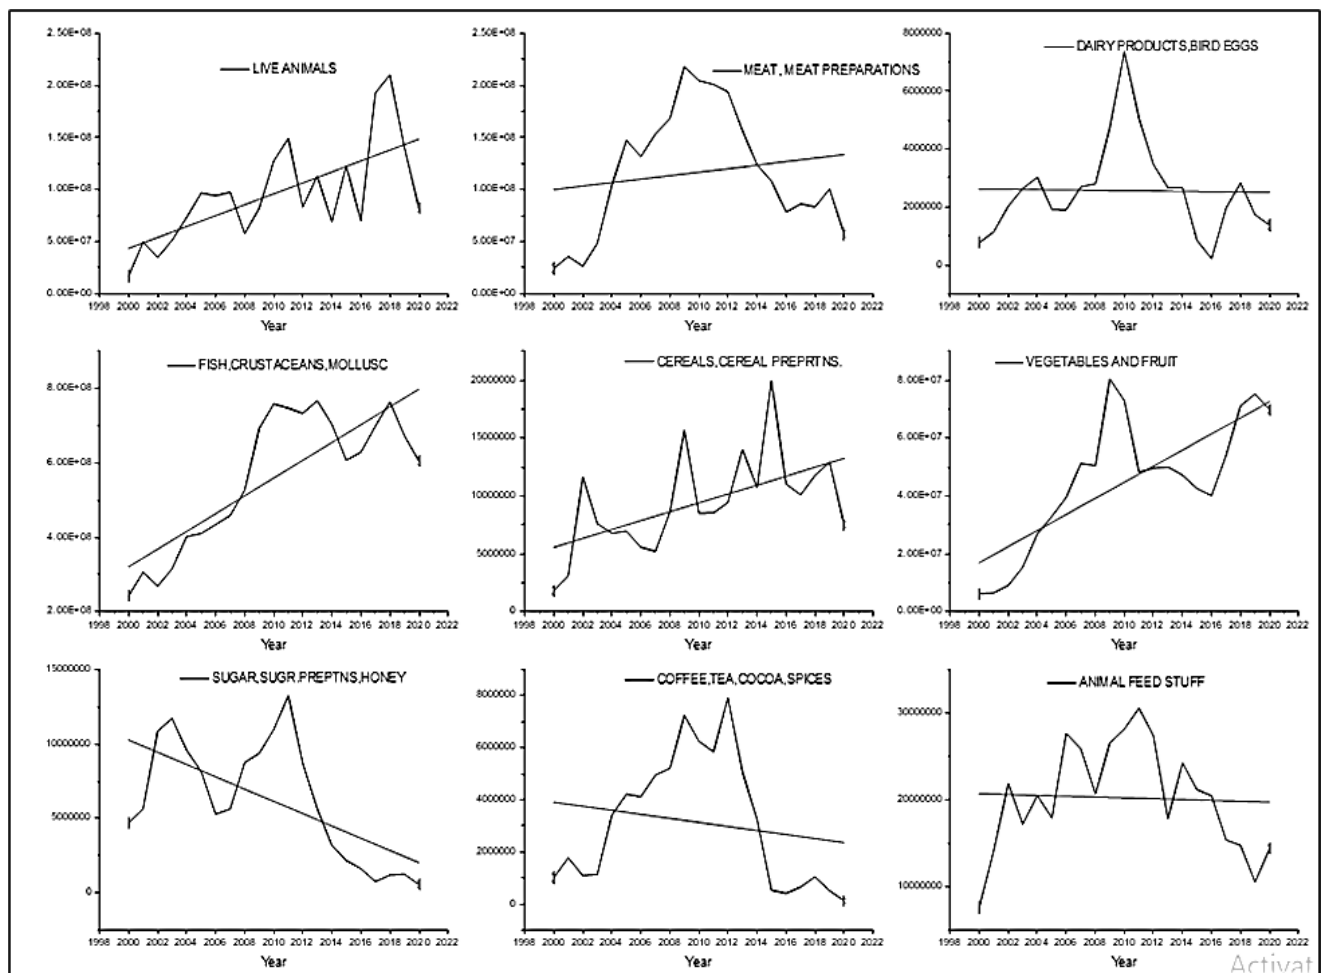 LIVE ANIMALS
2.50E+08
2.00E+08
1.50E+08
1.00E+08
5.00E+07
0.00E+00
1998 2000 2002 2004 2006 2008 2010 2012 2014 2016 2018 2020 2022
Year
MEAT, MEAT PREPARATIONS
2.50E+08
2.00E+08
1.50E+08
1.00E+08
5.00E+07
0.00E+00
1998 2000 2002 2004 2006 2008 2010 2012 2014 2016 2018 2020 2022
Year
DAIRY PRODUCTS,BIRD EGGS
8000000
6000000
4000000
2000000
0
1998 2000 2002 2004 2006 2008 2010 2012 2014 2016 2018 2020 2022
Year
FISH,CRUSTACEANS,MOLLUSC
8.00E+08
6.00E+08
4.00E+08
2.00E+08
1998 2000 2002 2004 2006 2008 2010 2012 2014 2016 2018 2020 2022
Year
CEREALS,CEREAL PREPRTNS.
20000000
15000000
10000000
5000000
0
1998 2000 2002 2004 2006 2008 2010 2012 2014 2016 2018 2020 2022
Year
VEGETABLES AND FRUIT
8.00E+07
6.00E+07
4.00E+07
2.00E+07
0.00E+00
1998 2000 2002 2004 2006 2008 2010 2012 2014 2016 2018 2020 2022
Year
SUGAR,SUGR.PREPTNS,HONEY
15000000
10000000
5000000
0
1998 2000 2002 2004 2006 2008 2010 2012 2014 2016 2018 2020 2022
Year
COFFEE,TEA,COCOA,SPICES
8000000
6000000
4000000
2000000
0
1998 2000 2002 2004 2006 2008 2010 2012 2014 2016 2018 2020 2022
Year
ANIMAL FEED STUFF
30000000
20000000
10000000
1998 2000 2002 2004 2006 2008 2010 2012 2014 2016 2018 2020 2022
Year
Activat